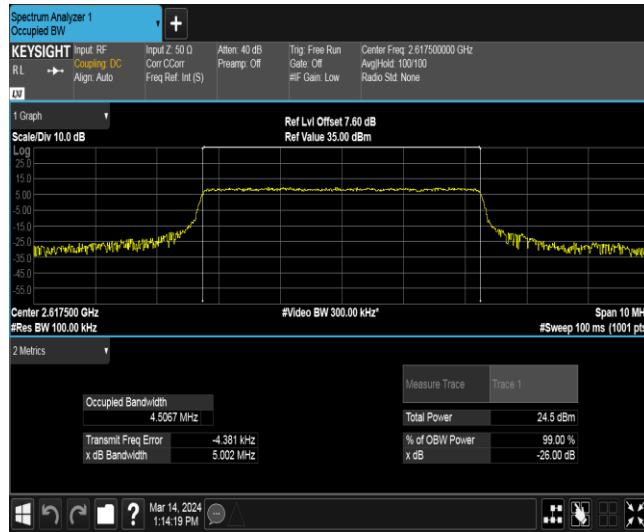 Spectrum Analyzer 1
Occupied BW
KEYSIGHT
Input: RF
Coupling: DC
Align: Auto
Input Z: 50 Ω
Corr CCorr
Freq Ref: Int (S)
Atten: 40 dB
Preamp: Off
Trig: Free Run
Gate: Off
#IF Gain: Low
Center Freq: 2.617500000 GHz
Avg|Hold: 100/100
Radio Std: None
RL
LXI
1 Graph
Scale/Div 10.0 dB
Ref Lvl Offset 7.60 dB
Ref Value 35.00 dBm
Log
25.0
15.0
5.00
-5.00
-15.0
-25.0
-35.0
-45.0
-55.0
Center 2.617500 GHz
#Video BW 300.00 kHz*
Span 10 MH
#Res BW 100.00 kHz
#Sweep 100 ms (1001 pts
2 Metrics
Measure Trace Trace 1
Occupied Bandwidth
4.5067 MHz
Total Power 24.5 dBm
Transmit Freq Error -4.381 kHz
% of OBW Power 99.00 %
x dB Bandwidth 5.002 MHz
x dB -26.00 dB
?
Mar 14, 2024
1:14:19 PM